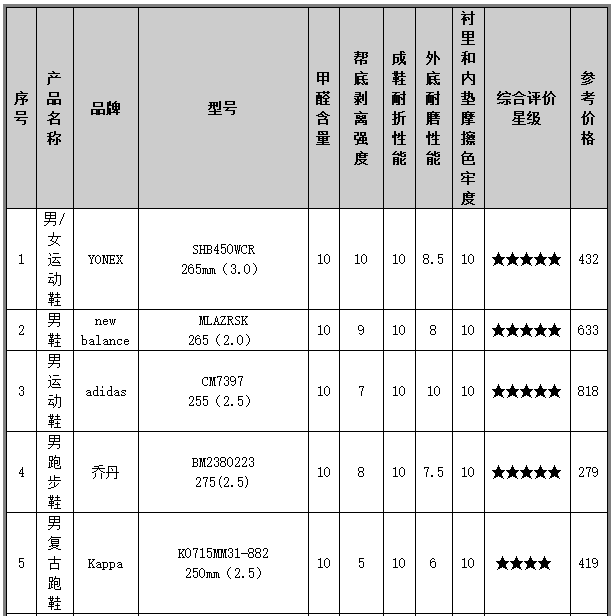 序号 产品名称 品牌 型号 甲醛含量 帮底剥离强度 成鞋耐折性能 外底耐磨性能 衬里和内垫摩擦色牢度 综合评价星级 参考价格
1 男/女运动鞋 YONEX SHB450WCR 265mm（3.0） 10 10 10 8.5 10 ★★★★★ 432
2 男鞋 new balance MLAZRSK 265（2.0） 10 9 10 8 10 ★★★★★ 633
3 男运动鞋 adidas CM7397 255（2.5） 10 7 10 10 10 ★★★★★ 818
4 男跑步鞋 乔丹 BM2380223 275(2.5) 10 8 10 7.5 10 ★★★★★ 279
5 男复古跑鞋 Kappa K0715MM31-882 250mm（2.5） 10 5 10 6 10 ★★★★ 419